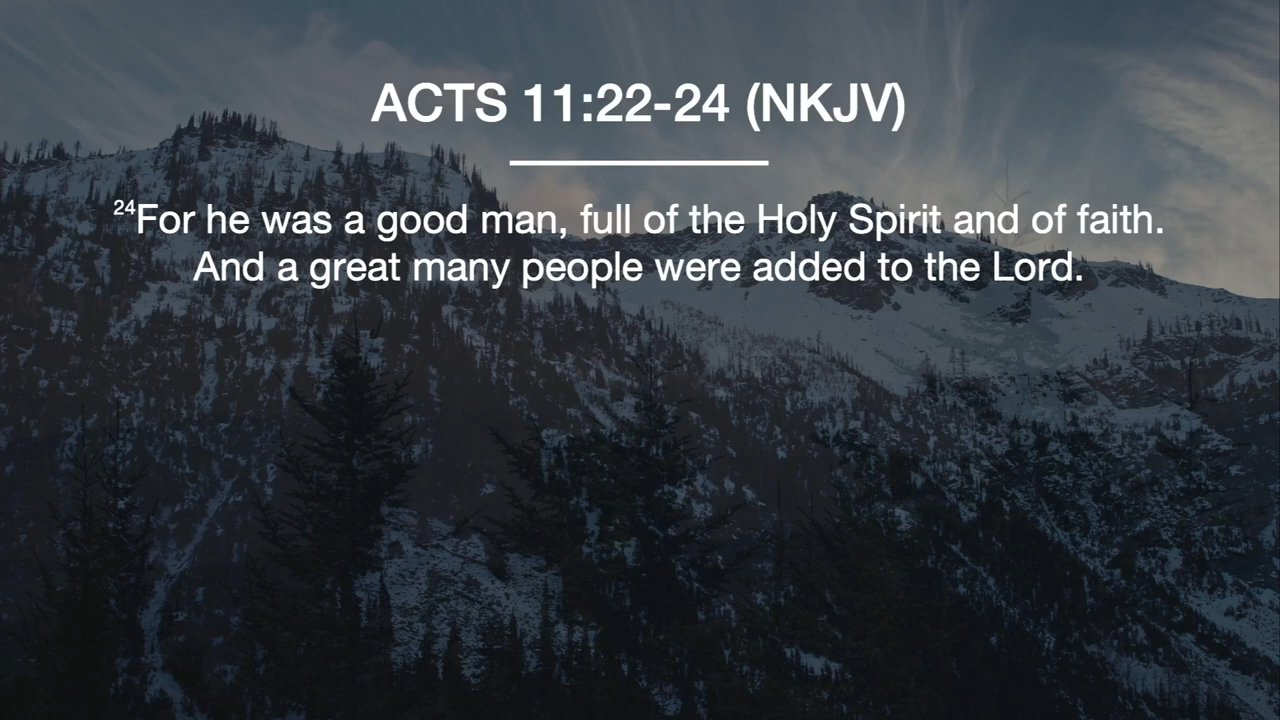 ACTS 11:22-24 (NKJV)
24For he was a good man, full of the Holy Spirit and of faith.
And a great many people were added to the Lord.